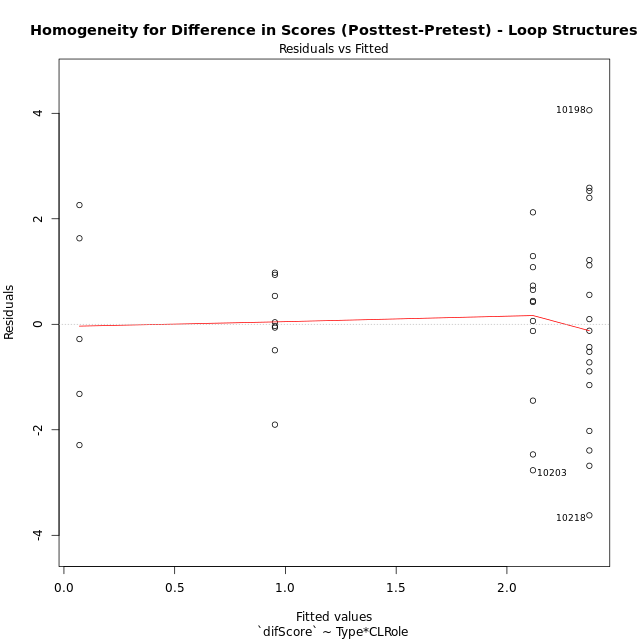 Homogeneity for Difference in Scores (Posttest-Pretest) - Loop Structures
Residuals vs Fitted
10198
4
2
0
-2
-4
Residuals
10203
10218
0.0 0.5 1.0 1.5 2.0
Fitted values
`difScore` ~ Type*CLRole